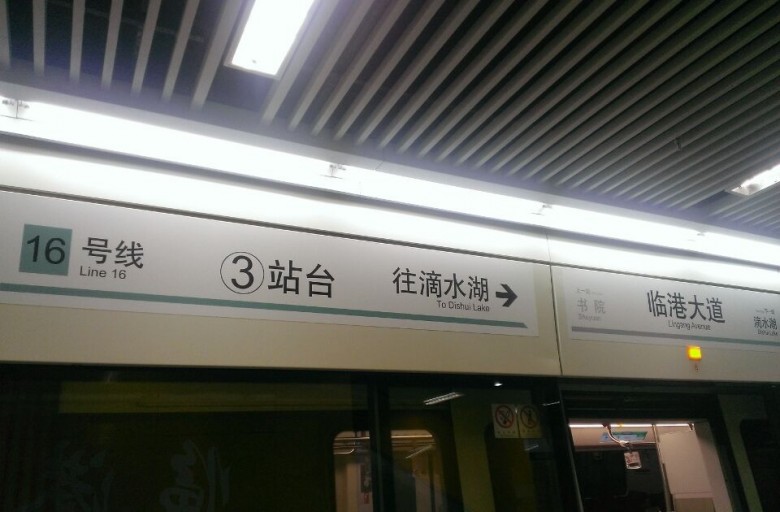 16 号线
Line 16
③站台
往滴水湖
To Dishui Lake
书院
临港大道
Lingang Avenue
滴水湖